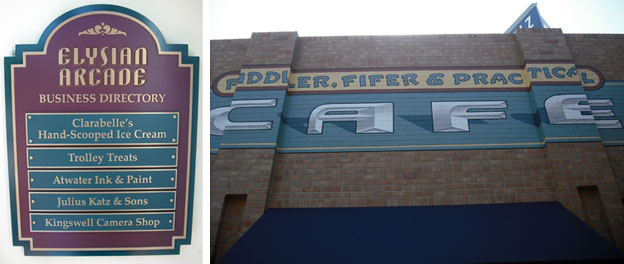 ELYSIAN
ARCADE
BUSINESS DIRECTORY
Clarabelle's
Hand-Scooped Ice Cream
Trolley Treats
Atwater Ink & Paint
Julius Katz & Sons
Kingswell Camera Shop
FIDDLER, FIFER & PRACTICAL
CAFE